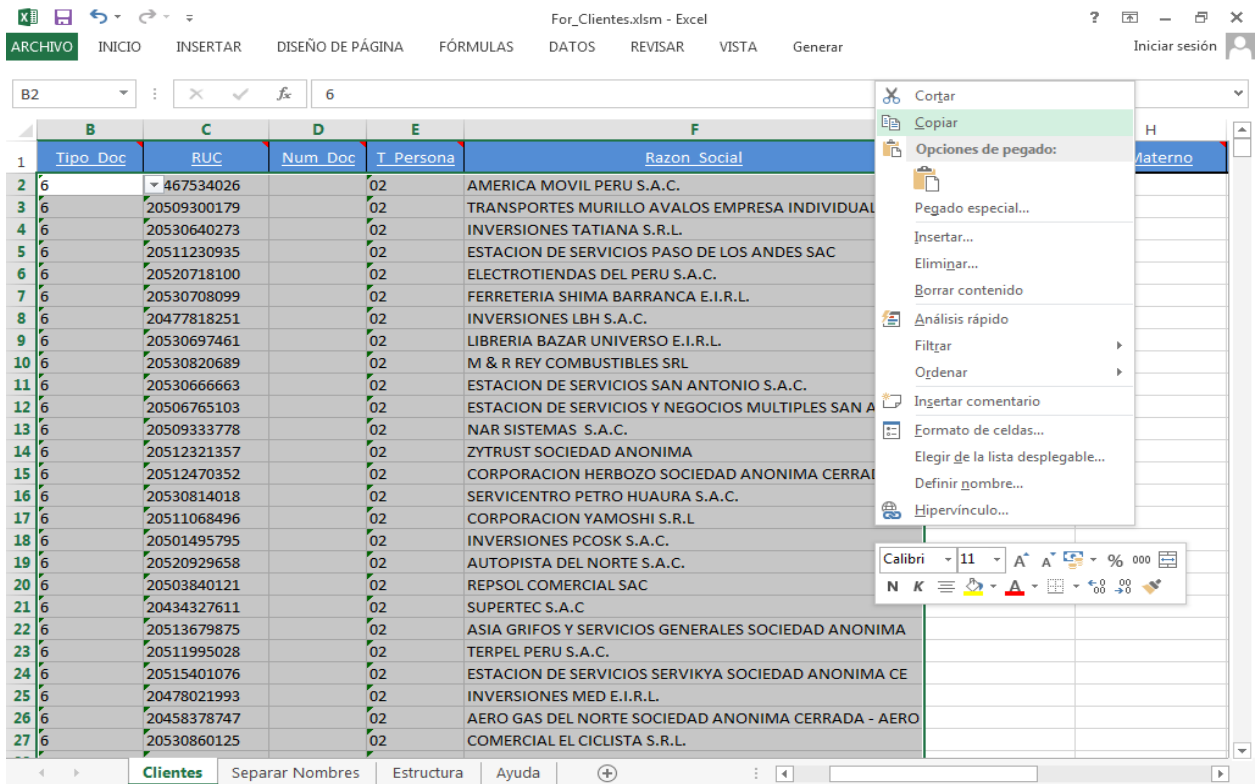 For_Clientes.xlsm - Excel
ARCHIVO INICIO INSERTAR DISEÑO DE PÁGINA FÓRMULAS DATOS REVISAR VISTA Generar Iniciar sesión
B2 fx 6
B C D E F H
1 Tipo_Doc RUC Num_Doc T_Persona Razon_Social Materno
2 6 467534026 02 AMERICA MOVIL PERU S.A.C.
3 6 20509300179 02 TRANSPORTES MURILLO AVALOS EMPRESA INDIVIDUAL
4 6 20530640273 02 INVERSIONES TATIANA S.R.L.
5 6 20511230935 02 ESTACION DE SERVICIOS PASO DE LOS ANDES SAC
6 6 20520718100 02 ELECTROTIENDAS DEL PERU S.A.C.
7 6 20530708099 02 FERRETERIA SHIMA BARRANCA E.I.R.L.
8 6 20477818251 02 INVERSIONES LBH S.A.C.
9 6 20530697461 02 LIBRERIA BAZAR UNIVERSO E.I.R.L.
10 6 20530820689 02 M & R REY COMBUSTIBLES SRL
11 6 20530666663 02 ESTACION DE SERVICIOS SAN ANTONIO S.A.C.
12 6 20506765103 02 ESTACION DE SERVICIOS Y NEGOCIOS MULTIPLES SAN A
13 6 20509333778 02 NAR SISTEMAS S.A.C.
14 6 20512321357 02 ZYTRUST SOCIEDAD ANONIMA
15 6 20512470352 02 CORPORACION HERBOZO SOCIEDAD ANONIMA CERRAD
16 6 20530814018 02 SERVICENTRO PETRO HUAURA S.A.C.
17 6 20511068496 02 CORPORACION YAMOSHI S.R.L
18 6 20501495795 02 INVERSIONES PCOSK S.A.C.
19 6 20520929658 02 AUTOPISTA DEL NORTE S.A.C.
20 6 20503840121 02 REPSOL COMERCIAL SAC
21 6 20434327611 02 SUPERTEC S.A.C
22 6 20513679875 02 ASIA GRIFOS Y SERVICIOS GENERALES SOCIEDAD ANONIMA
23 6 20511995028 02 TERPEL PERU S.A.C.
24 6 20515401076 02 ESTACION DE SERVICIOS SERVIKYA SOCIEDAD ANONIMA CE
25 6 20478021993 02 INVERSIONES MED E.I.R.L.
26 6 20458378747 02 AERO GAS DEL NORTE SOCIEDAD ANONIMA CERRADA - AERO
27 6 20530860125 02 COMERCIAL EL CICLISTA S.R.L.
Cortar
Copiar
Opciones de pegado:
Pegado especial...
Insertar...
Eliminar...
Borrar contenido
Análisis rápido
Filtrar
Ordenar
Insertar comentario
Formato de celdas...
Elegir de la lista desplegable...
Definir nombre...
Hipervínculo...
Calibri 11 A A % 000
N K A
Clientes Separar Nombres Estructura Ayuda